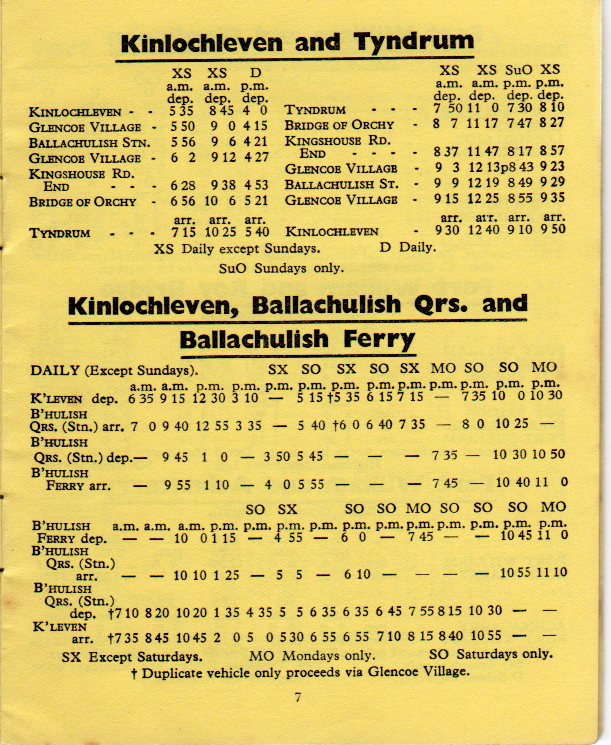 Kinlochleven and Tyndrum
XS XS D
a.m. a.m. p.m.
dep. dep. dep.
KINLOCHLEVEN - - 5 35 8 45 4 0
GLENCOE VILLAGE - 5 50 9 0 4 15
BALLACHULISH STN. 5 56 9 6 4 21
GLENCOE VILLAGE - 6 2 9 12 4 27
KINGSHOUSE RD.
END - - - 6 28 9 38 4 53
BRIDGE OF ORCHY - 6 56 10 6 5 21
arr. arr. arr.
TYNDRUM - - - 7 15 10 25 5 40
XS XS SuO XS
a.m. a.m. p.m. p.m.
dep. dep. dep. dep.
TYNDRUM - - - 7 50 11 0 7 30 8 10
BRIDGE OF ORCHY - 8 7 11 17 7 47 8 27
KINGSHOUSE RD.
END - - - - 8 37 11 47 8 17 8 57
GLENCOE VILLAGE - 9 3 12 13p8 43 9 23
BALLACHULISH ST. - 9 9 12 19 8 49 9 29
GLENCOE VILLAGE - 9 15 12 25 8 55 9 35
arr. arr. arr. arr.
KINLOCHLEVEN - 9 30 12 40 9 10 9 50
XS Daily except Sundays. D Daily.
SuO Sundays only.
Kinlochleven, Ballachulish Qrs. and
Ballachulish Ferry
DAILY (Except Sundays). SX SO SX SO SX MO SO SO MO
a.m. a.m. p.m. p.m. p.m. p.m. p.m. p.m. p.m. p.m. p.m. p.m. p.m.
K'LEVEN dep. 6 35 9 15 12 30 3 10 — 5 15 †5 35 6 15 7 15 — 7 35 10 0 10 30
B'HULISH
QRS. (STN.) arr. 7 0 9 40 12 55 3 35 — 5 40 †6 0 6 40 7 35 — 8 0 10 25 —
B'HULISH
QRS. (STN.) dep.— 9 45 1 0 — 3 50 5 45 — — — 7 35 — 10 30 10 50
B'HULISH
FERRY arr. — 9 55 1 10 — 4 0 5 55 — — — 7 45 — 10 40 11 0
SO SX SO SO MO SO SO SO MO
B'HULISH a.m. a.m. a.m. p.m. p.m. p.m. p.m. p.m. p.m. p.m. p.m. p.m. p.m. p.m. p.m.
FERRY dep. — — 10 0 1 15 — 4 55 — 6 0 — 7 45 — — 10 45 11 0
B'HULISH
QRS. (STN.)
arr. — — 10 10 1 25 — 5 5 — 6 10 — — — — 10 55 11 10
B'HULISH
QRS. (STN.)
dep. †7 10 8 20 10 20 1 35 4 35 5 5 6 35 6 35 6 45 7 55 8 15 10 30 — —
K'LEVEN
arr. †7 35 8 45 10 45 2 0 5 0 5 30 6 55 6 55 7 10 8 15 8 40 10 55 — —
SX Except Saturdays. MO Mondays only. SO Saturdays only.
† Duplicate vehicle only proceeds via Glencoe Village.
7